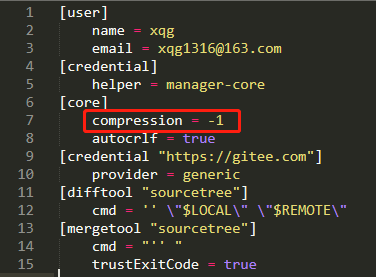 1 [user]
2 name = xqg
3 email = xqg1316@163.com
4 [credential]
5 helper = manager-core
6 [core]
7 compression = -1
8 autocrlf = true
9 [credential "https://gitee.com"]
10 provider = generic
11 [difftool "sourcetree"]
12 cmd = '' \"$LOCAL\" \"$REMOTE\"
13 [mergetool "sourcetree"]
14 cmd = "'' "
15 trustExitCode = true